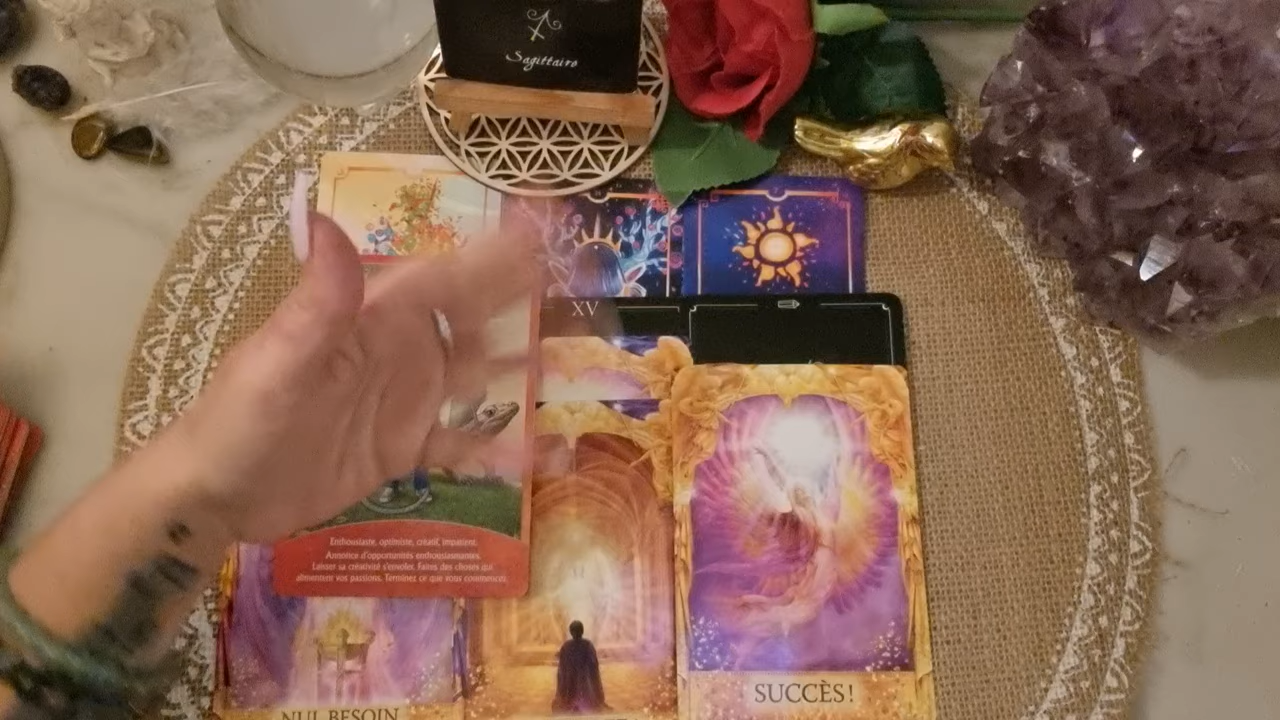 Sagittaire
XV
Enthousiaste, optimiste, créatif, impatient.
Annonce d'opportunités enthousiasmantes.
Laisser sa créativité s'envoler. Faites des choses qui
alimentent vos passions. Terminez ce que vous commencez.
SUCCÈS!
NUL BESOIN